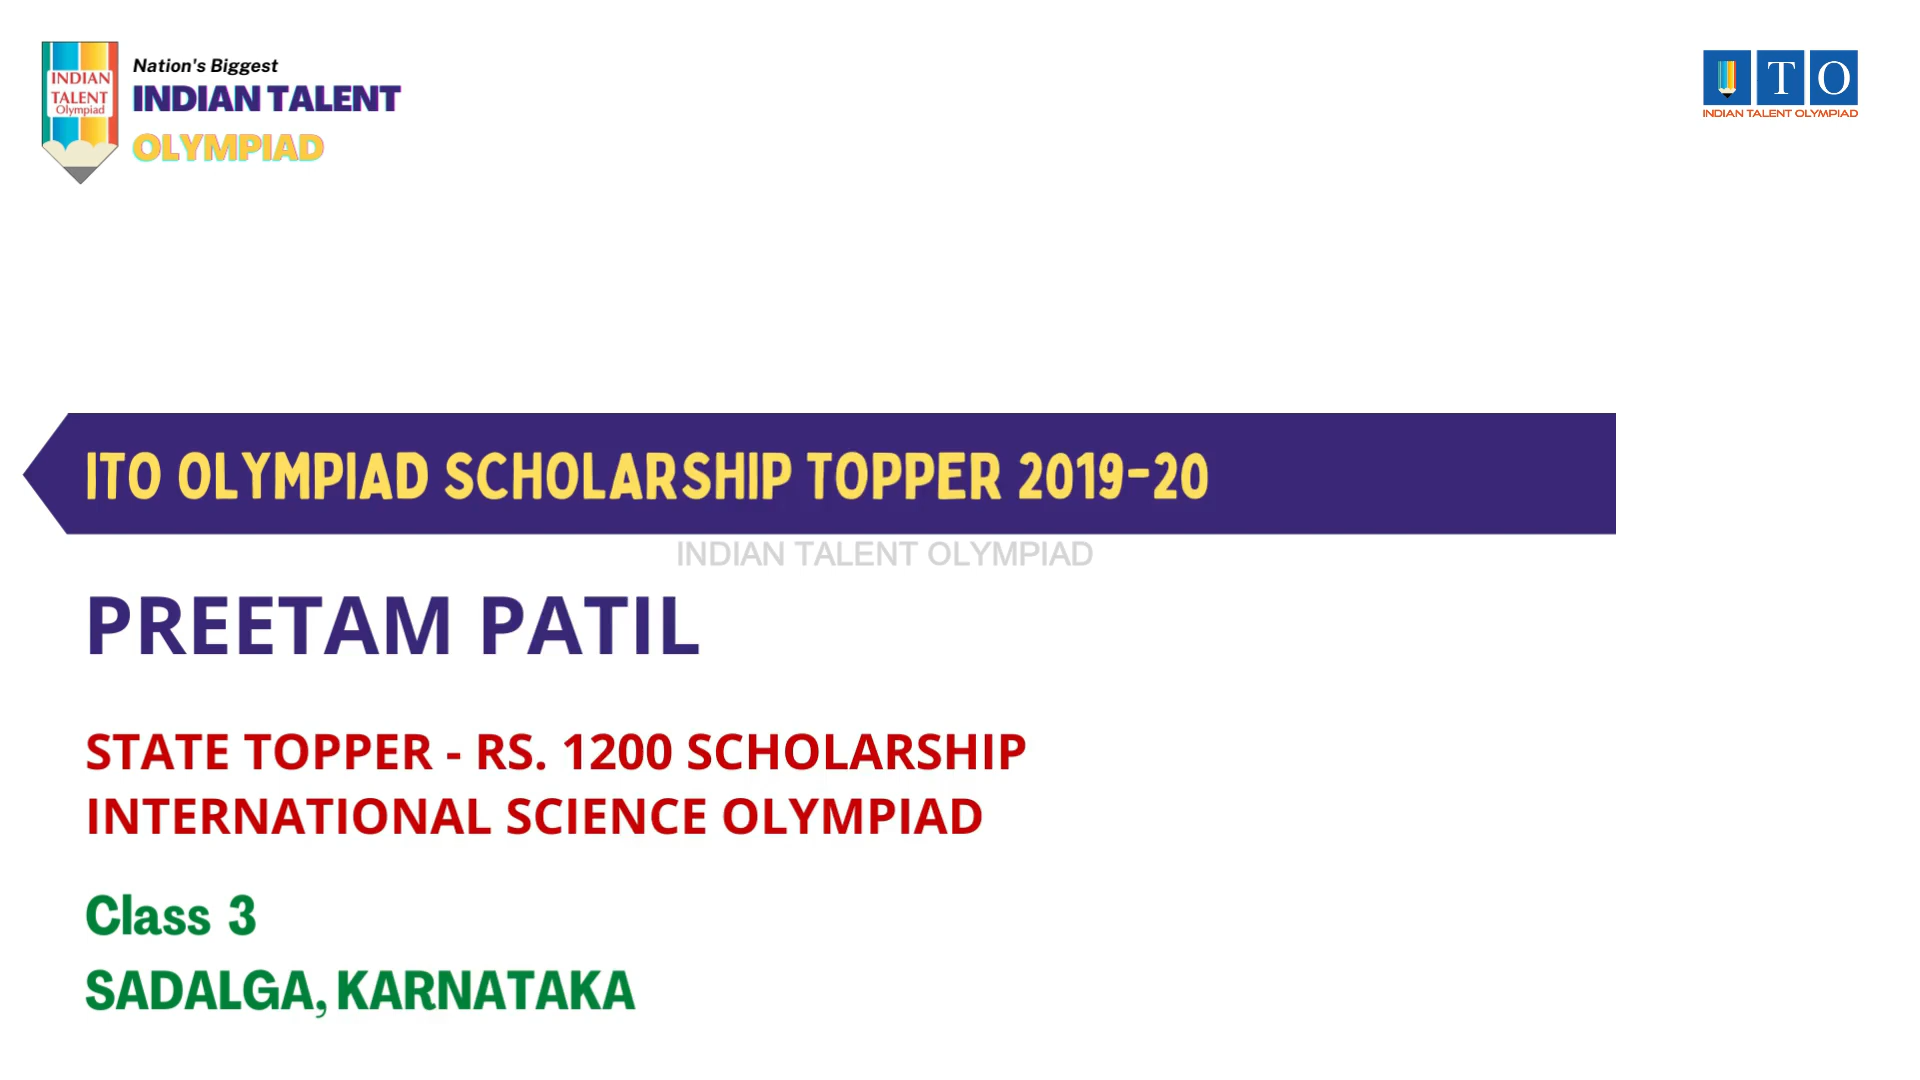 INDIAN
TALENT
Olympiad
Nation's Biggest
INDIAN TALENT
OLYMPIAD
T O
INDIAN TALENT OLYMPIAD
ITO OLYMPIAD SCHOLARSHIP TOPPER 2019-20
INDIAN TALENT OLYMPIAD
PREETAM PATIL
STATE TOPPER - RS. 1200 SCHOLARSHIP
INTERNATIONAL SCIENCE OLYMPIAD
Class 3
SADALGA, KARNATAKA